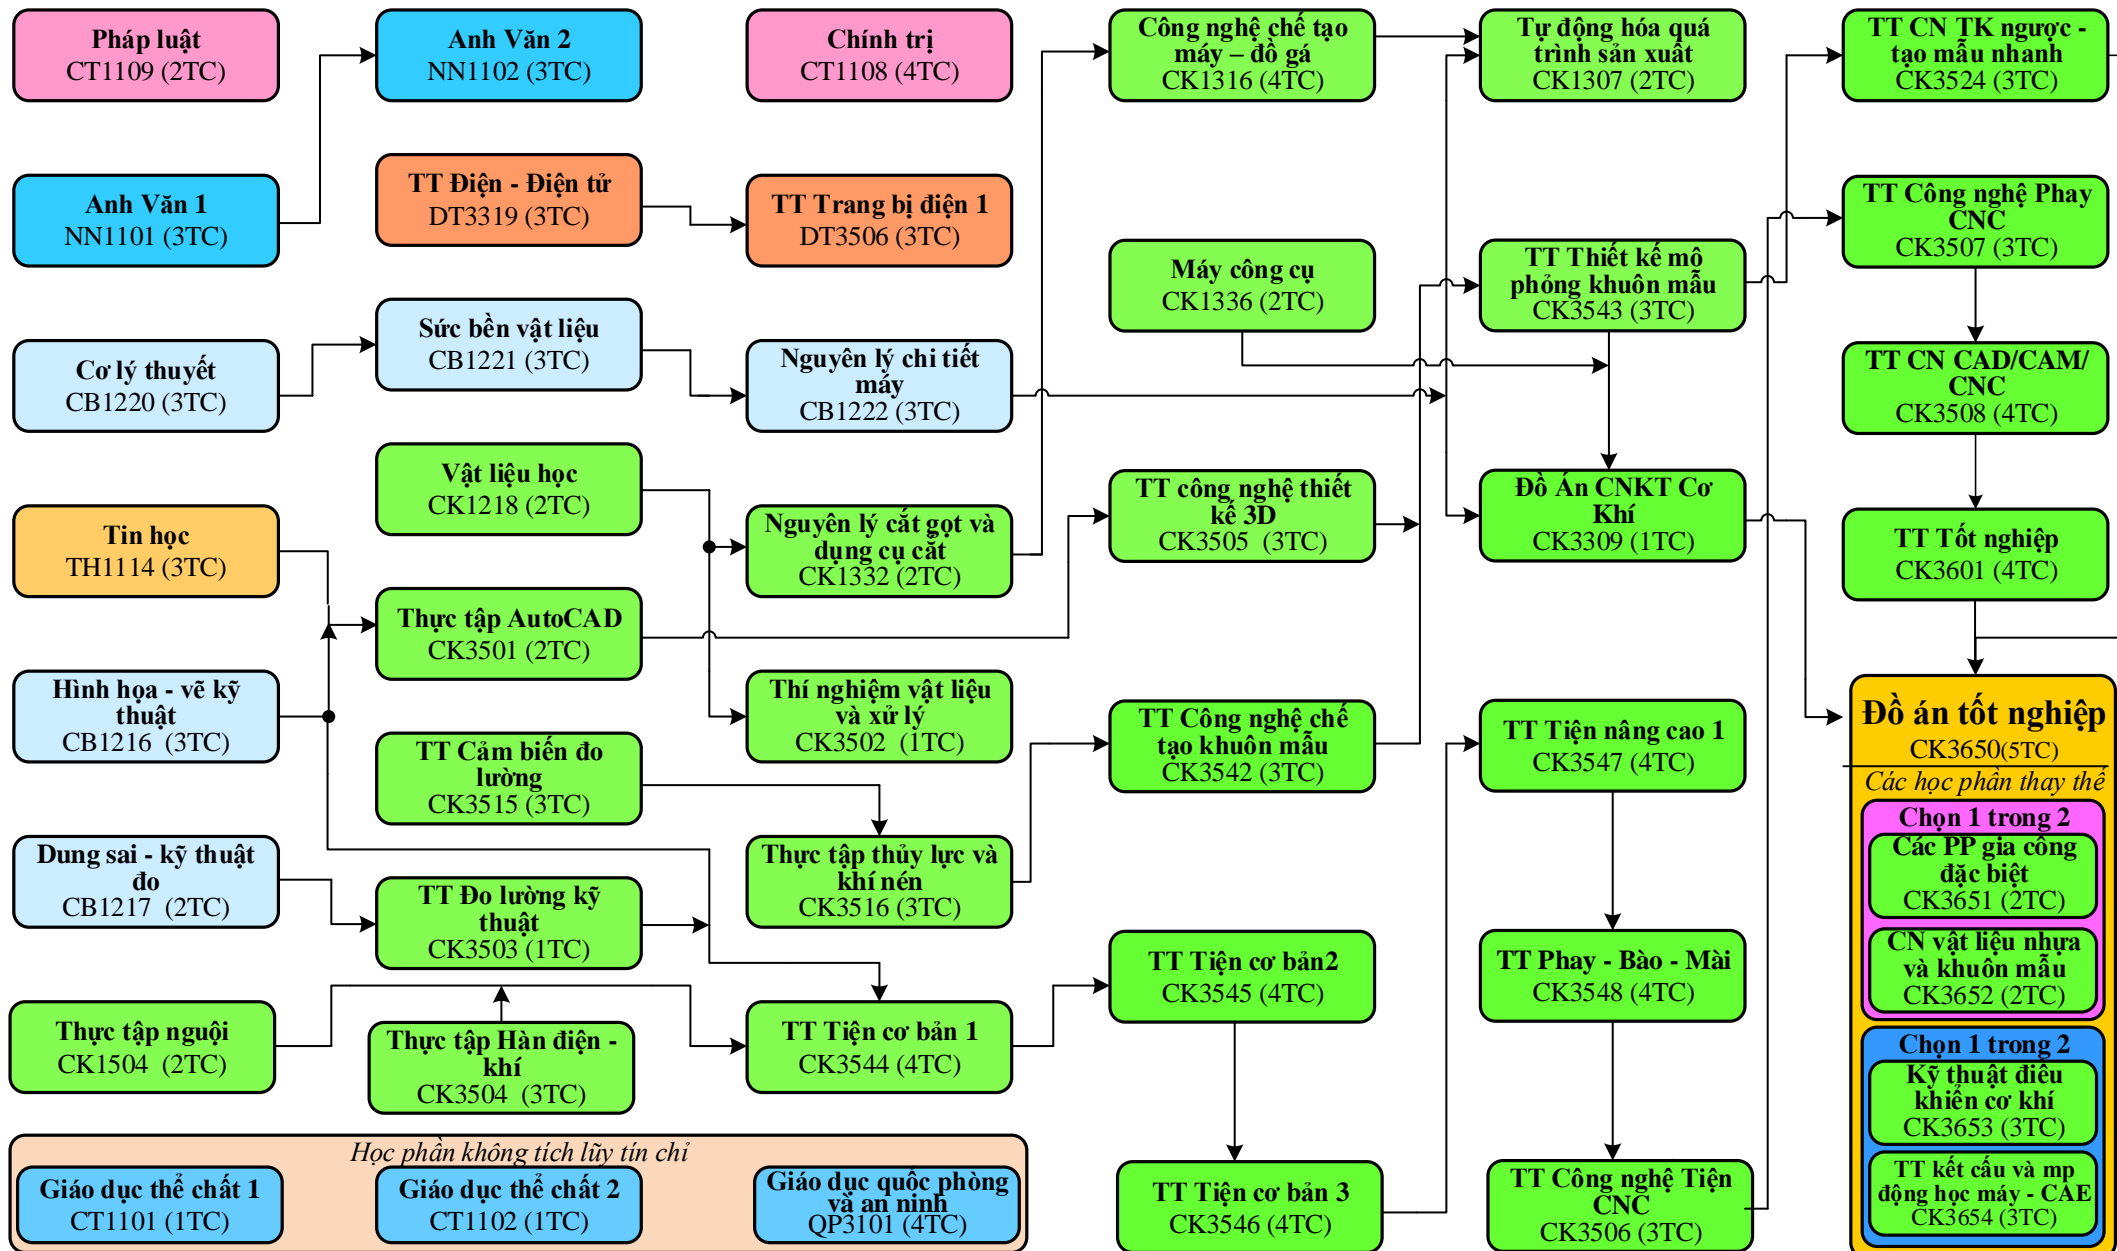 Pháp luật
CT1109 (2TC)
Anh Văn 1
NN1101 (3TC)
Cơ lý thuyết
CB1220 (3TC)
Tin học
TH1114 (3TC)
Hình họa - vẽ kỹ
thuật
CB1216 (3TC)
Dung sai - kỹ thuật
đo
CB1217 (2TC)
Thực tập nguội
CK1504 (2TC)
Anh Văn 2
NN1102 (3TC)
TT Điện - Điện tử
DT3319 (3TC)
Sức bền vật liệu
CB1221 (3TC)
Vật liệu học
CK1218 (2TC)
Thực tập AutoCAD
CK3501 (2TC)
TT Cảm biến đo
lường
CK3515 (3TC)
TT Đo lường kỹ
thuật
CK3503 (1TC)
Thực tập Hàn điện -
khí
CK3504 (3TC)
Chính trị
CT1108 (4TC)
TT Trang bị điện 1
DT3506 (3TC)
Nguyên lý chi tiết
máy
CB1222 (3TC)
Nguyên lý cắt gọt và
dụng cụ cắt
CK1332 (2TC)
Thí nghiệm vật liệu
và xử lý
CK3502 (1TC)
Thực tập thủy lực và
khí nén
CK3516 (3TC)
TT Tiện cơ bản 1
CK3544 (4TC)
Học phần không tích lũy tín chỉ
Giáo dục thể chất 1
CT1101 (1TC)
Giáo dục thể chất 2
CT1102 (1TC)
Giáo dục quốc phòng
và an ninh
QP3101 (4TC)
Công nghệ chế tạo
máy – đồ gá
CK1316 (4TC)
Máy công cụ
CK1336 (2TC)
TT công nghệ thiết
kế 3D
CK3505 (3TC)
TT Công nghệ chế
tạo khuôn mẫu
CK3542 (3TC)
TT Tiện cơ bản2
CK3545 (4TC)
TT Tiện cơ bản 3
CK3546 (4TC)
Tự động hóa quá
trình sản xuất
CK1307 (2TC)
TT Thiết kế mô
phỏng khuôn mẫu
CK3543 (3TC)
Đồ Án CNKT Cơ
Khí
CK3309 (1TC)
TT Tiện nâng cao 1
CK3547 (4TC)
TT Phay - Bào - Mài
CK3548 (4TC)
TT Công nghệ Tiện
CNC
CK3506 (3TC)
TT CN TK ngược -
tạo mẫu nhanh
CK3524 (3TC)
TT Công nghệ Phay
CNC
CK3507 (3TC)
TT CN CAD/CAM/
CNC
CK3508 (4TC)
TT Tốt nghiệp
CK3601 (4TC)
Đồ án tốt nghiệp
CK3650(5TC)
Các học phần thay thế
Chọn 1 trong 2
Các PP gia công
đặc biệt
CK3651 (2TC)
CN vật liệu nhựa
và khuôn mẫu
CK3652 (2TC)
Chọn 1 trong 2
Kỹ thuật điều
khiển cơ khí
CK3653 (3TC)
TT kết cấu và mp
động học máy - CAE
CK3654 (3TC)